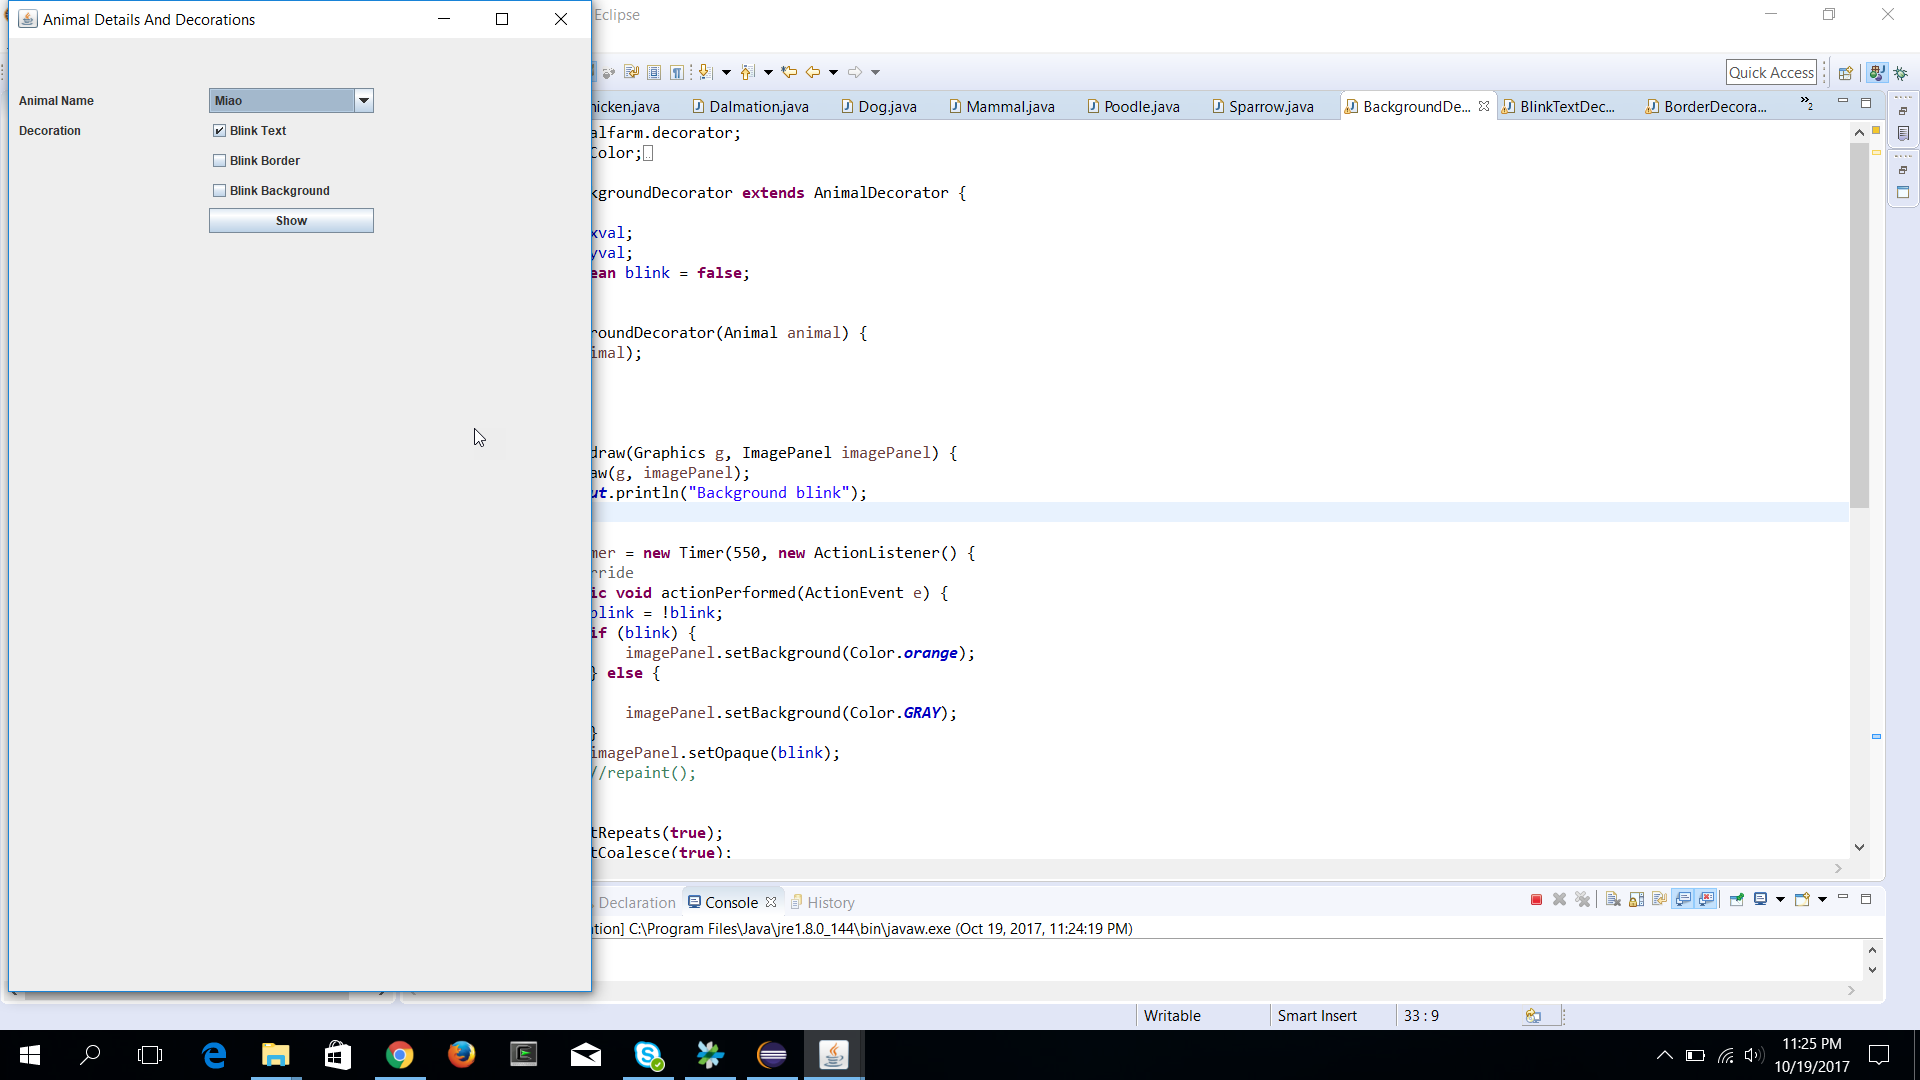 Animal Details And Decorations
Eclipse
Quick Access
Animal Name
Miao
Decoration
Blink Text
Blink Border
Blink Background
Show
hicken.java
Dalmation.java
Dog.java
Mammal.java
Poodle.java
Sparrow.java
BackgroundDe...
BlinkTextDec...
BorderDecora...
2
alfarm.decorator;
Color;
kgroundDecorator extends AnimalDecorator {
xval;
yval;
ean blink = false;
roundDecorator(Animal animal) {
imal);
draw(Graphics g, ImagePanel imagePanel) {
aw(g, imagePanel);
ut.println("Background blink");
mer = new Timer(550, new ActionListener() {
rride
ic void actionPerformed(ActionEvent e) {
blink = !blink;
if (blink) {
imagePanel.setBackground(Color.orange);
} else {
imagePanel.setBackground(Color.GRAY);
}
imagePanel.setOpaque(blink);
//repaint();
tRepeats(true);
tCoalesce(true);
Declaration
Console
History
ation] C:\Program Files\Java\jre1.8.0_144\bin\javaw.exe (Oct 19, 2017, 11:24:19 PM)
Writable
Smart Insert
33 : 9
11:25 PM
10/19/2017